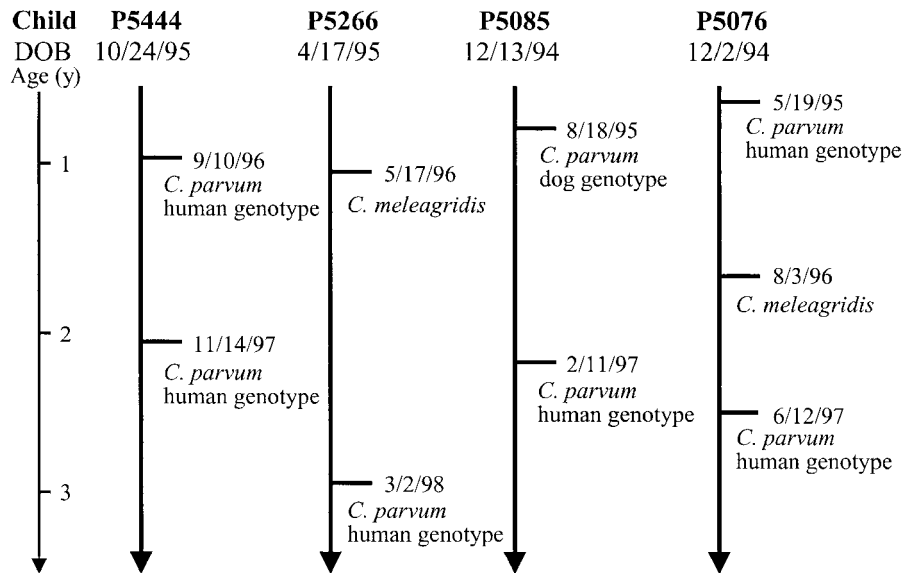 Child P5444 P5266 P5085 P5076
DOB 10/24/95 4/17/95 12/13/94 12/2/94
Age (y)
5/19/95
C. parvum
human genotype
8/18/95
C. parvum
dog genotype
1
9/10/96
C. parvum
human genotype
5/17/96
C. meleagridis
8/3/96
C. meleagridis
2
11/14/97
C. parvum
human genotype
2/11/97
C. parvum
human genotype
6/12/97
C. parvum
human genotype
3
3/2/98
C. parvum
human genotype